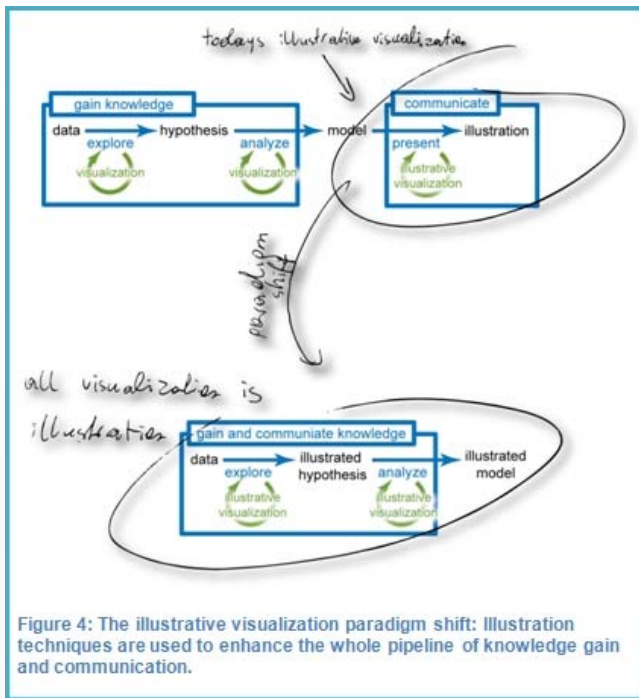 todays illustrative visualization
gain knowledge
communicate
data hypothesis model illustration
explore analyze present
visualization visualization illustrative
visualization
paradigm
shift
all visualization is
illustration
gain and communiate knowledge
data illustrated illustrated
hypothesis model
explore analyze
illustrative illustrative
visualization visualization
Figure 4: The illustrative visualization paradigm shift: Illustration
techniques are used to enhance the whole pipeline of knowledge gain
and communication.